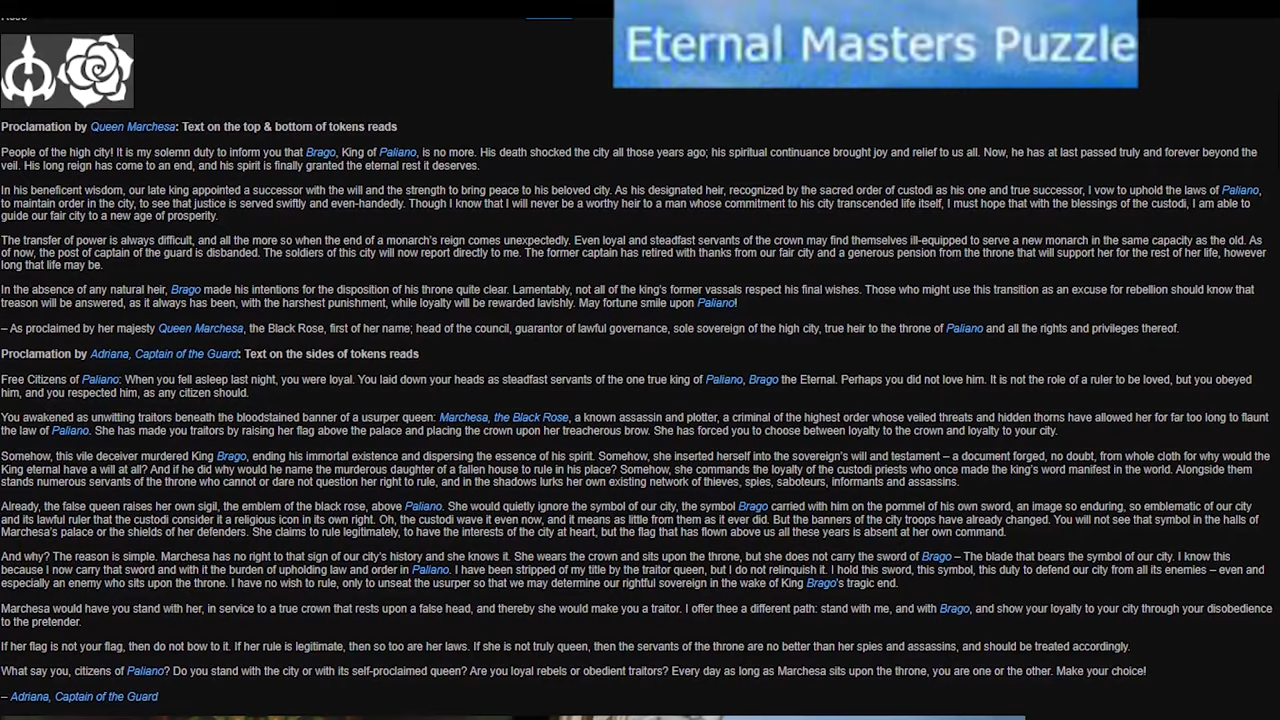 Eternal Masters Puzzle
Proclamation by Queen Marchesa: Text on the top & bottom of tokens reads
People of the high city! It is my solemn duty to inform you that Brago, King of Paliano, is no more. His death shocked the city all those years ago; his spiritual continuance brought joy and relief to us all. Now, he has at last passed truly and forever beyond the
veil. His long reign has come to an end, and his spirit is finally granted the eternal rest it deserves.
In his beneficent wisdom, our late king appointed a successor with the will and the strength to bring peace to his beloved city. As his designated heir, recognized by the sacred order of custodi as his one and true successor, I vow to uphold the laws of Paliano,
to maintain order in the city, to see that justice is served swiftly and even-handedly. Though I know that I will never be a worthy heir to a man whose commitment to his city transcended life itself, I must hope that with the blessings of the custodi, I am able to
guide our fair city to a new age of prosperity.
The transfer of power is always difficult, and all the more so when the end of a monarch's reign comes unexpectedly. Even loyal and steadfast servants of the crown may find themselves ill-equipped to serve a new monarch in the same capacity as the old. As
of now, the post of captain of the guard is disbanded. The soldiers of this city will now report directly to me. The former captain has retired with thanks from our fair city and a generous pension from the throne that will support her for the rest of her life, however
long that life may be.
In the absence of any natural heir, Brago made his intentions for the disposition of his throne quite clear. Lamentably, not all of the king's former vassals respect his final wishes. Those who might use this transition as an excuse for rebellion should know that
treason will be answered, as it always has been, with the harshest punishment, while loyalty will be rewarded lavishly. May fortune smile upon Paliano!
– As proclaimed by her majesty Queen Marchesa, the Black Rose, first of her name; head of the council, guarantor of lawful governance, sole sovereign of the high city, true heir to the throne of Paliano and all the rights and privileges thereof.
Proclamation by Adriana, Captain of the Guard: Text on the sides of tokens reads
Free Citizens of Paliano: When you fell asleep last night, you were loyal. You laid down your heads as steadfast servants of the one true king of Paliano, Brago the Eternal. Perhaps you did not love him. It is not the role of a ruler to be loved, but you obeyed
him, and you respected him, as any citizen should.
You awakened as unwitting traitors beneath the bloodstained banner of a usurper queen: Marchesa, the Black Rose, a known assassin and plotter, a criminal of the highest order whose veiled threats and hidden thorns have allowed her for far too long to flaunt
the law of Paliano. She has made you traitors by raising her flag above the palace and placing the crown upon her treacherous brow. She has forced you to choose between loyalty to the crown and loyalty to your city.
Somehow, this vile deceiver murdered King Brago, ending his immortal existence and dispersing the essence of his spirit. Somehow, she inserted herself into the sovereign's will and testament – a document forged, no doubt, from whole cloth for why would the
King eternal have a will at all? And if he did why would he name the murderous daughter of a fallen house to rule in his place? Somehow, she commands the loyalty of the custodi priests who once made the king's word manifest in the world. Alongside them
stands numerous servants of the throne who cannot or dare not question her right to rule, and in the shadows lurks her own existing network of thieves, spies, saboteurs, informants and assassins.
Already, the false queen raises her own sigil, the emblem of the black rose, above Paliano. She would quietly ignore the symbol of our city, the symbol Brago carried with him on the pommel of his own sword, an image so enduring, so emblematic of our city
and its lawful ruler that the custodi consider it a religious icon in its own right. Oh, the custodi wave it even now, and it means as little from them as it ever did. But the banners of the city troops have already changed. You will not see that symbol in the halls of
Marchesa's palace or the shields of her defenders. She claims to rule legitimately, to have the interests of the city at heart, but the flag that has flown above us all these years is absent at her own command.
And why? The reason is simple. Marchesa has no right to that sign of our city's history and she knows it. She wears the crown and sits upon the throne, but she does not carry the sword of Brago – The blade that bears the symbol of our city. I know this
because I now carry that sword and with it the burden of upholding law and order in Paliano. I have been stripped of my title by the traitor queen, but I do not relinquish it. I hold this sword, this symbol, this duty to defend our city from all its enemies – even and
especially an enemy who sits upon the throne. I have no wish to rule, only to unseat the usurper so that we may determine our rightful sovereign in the wake of King Brago's tragic end.
Marchesa would have you stand with her, in service to a true crown that rests upon a false head, and thereby she would make you a traitor. I offer thee a different path: stand with me, and with Brago, and show your loyalty to your city through your disobedience
to the pretender.
If her flag is not your flag, then do not bow to it. If her rule is legitimate, then so too are her laws. If she is not truly queen, then the servants of the throne are no better than her spies and assassins, and should be treated accordingly.
What say you, citizens of Paliano? Do you stand with the city or with its self-proclaimed queen? Are you loyal rebels or obedient traitors? Every day as long as Marchesa sits upon the throne, you are one or the other. Make your choice!
– Adriana, Captain of the Guard